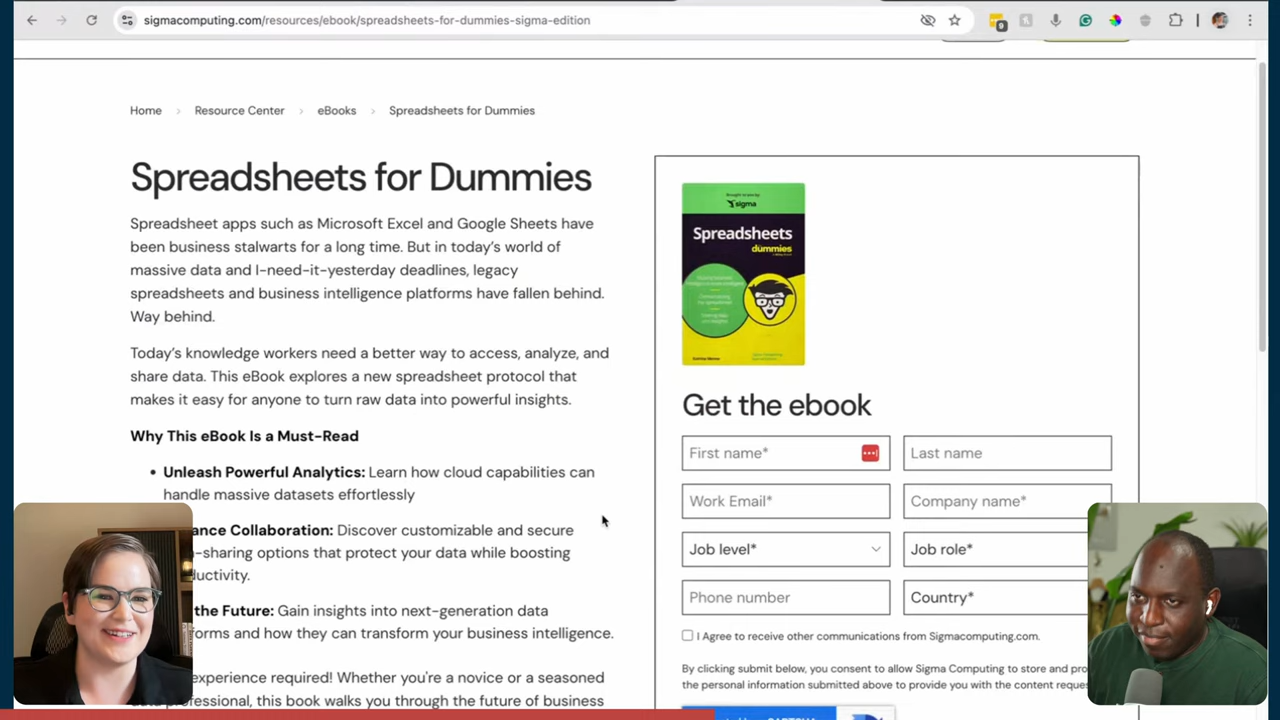 sigmacomputing.com/resources/ebook/spreadsheets-for-dummies-sigma-edition
Home > Resource Center > eBooks > Spreadsheets for Dummies
Spreadsheets for Dummies
Spreadsheet apps such as Microsoft Excel and Google Sheets have
been business stalwarts for a long time. But in today's world of
massive data and I-need-it-yesterday deadlines, legacy
spreadsheets and business intelligence platforms have fallen behind.
Way behind.
Today's knowledge workers need a better way to access, analyze, and
share data. This eBook explores a new spreadsheet protocol that
makes it easy for anyone to turn raw data into powerful insights.
Why This eBook Is a Must-Read
• Unleash Powerful Analytics: Learn how cloud capabilities can
handle massive datasets effortlessly
ance Collaboration: Discover customizable and secure
-sharing options that protect your data while boosting
ductivity.
the Future: Gain insights into next-generation data
forms and how they can transform your business intelligence.
experience required! Whether you're a novice or a seasoned
data professional, this book walks you through the future of business
Brought to you by
sigma
Spreadsheets
dummies
Get the ebook
First name*
Last name
Work Email*
Company name*
Job level*
Job role*
Phone number
Country*
I Agree to receive other communications from Sigmacomputing.com.
By clicking submit below, you consent to allow Sigma Computing to store and pro
the personal information submitted above to provide you with the content reques